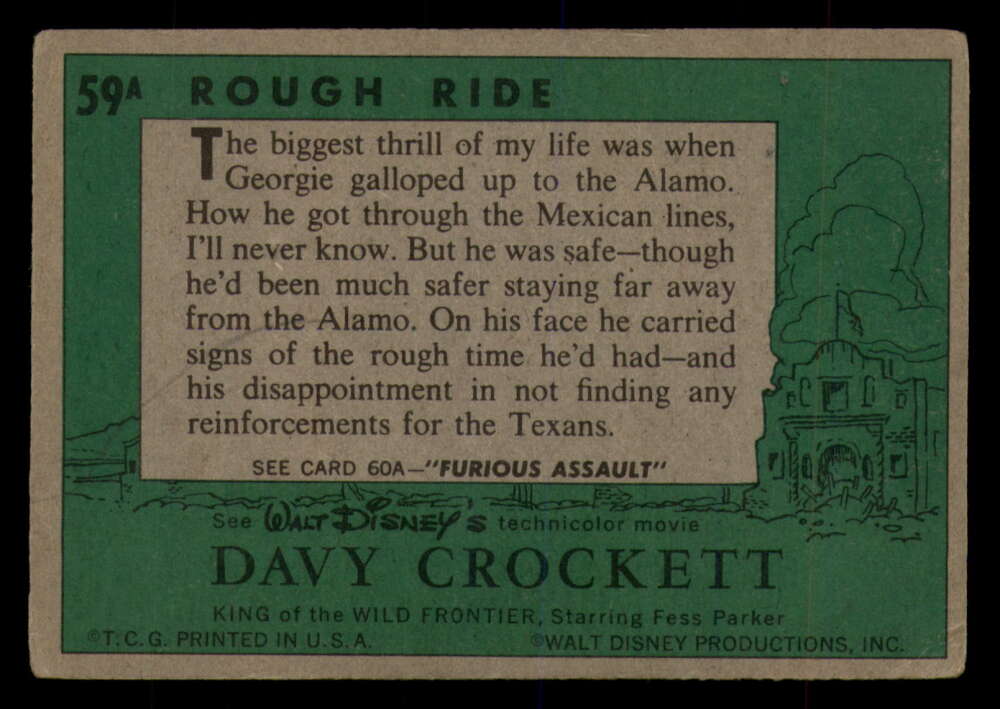 59A ROUGH RIDE
The biggest thrill of my life was when
Georgie galloped up to the Alamo.
How he got through the Mexican lines,
I'll never know. But he was safe—though
he'd been much safer staying far away
from the Alamo. On his face he carried
signs of the rough time he'd had—and
his disappointment in not finding any
reinforcements for the Texans.
SEE CARD 60A—"FURIOUS ASSAULT"
See WALT DISNEY'S technicolor movie
DAVY CROCKETT
KING of the WILD FRONTIER, Starring Fess Parker
©T.C.G. PRINTED IN U.S.A. ©WALT DISNEY PRODUCTIONS, INC.